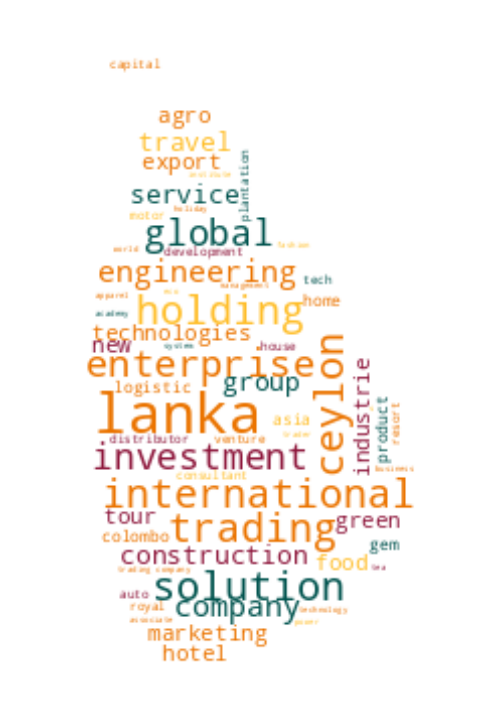 capital
agro
travel
export
institute
plantation
service
holiday
motor
global
fashion
world
development
engineering
tech
management
apparel
eco
home
holding
academy
technologies
new
system
house
enterprise
ceylon
group
logistic
industrie
product
resort
lanka
asia
trader
distributor
venture
investment
business
consultant
international
tour
trading
green
colombo
gem
construction
food
tea
trading company
solution
auto
company
royal
technology
associate
power
marketing
hotel